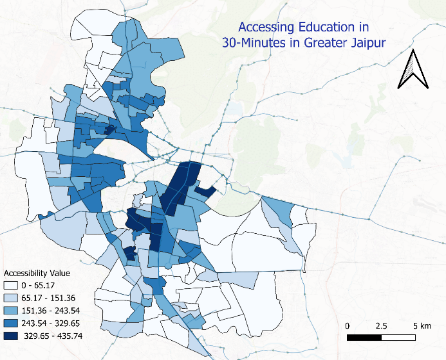 Accessing Education in
30-Minutes in Greater Jaipur
Accessibility Value
0 - 65.17
65.17 - 151.36
151.36 - 243.54
243.54 - 329.65
329.65 - 435.74
0 2.5 5 km